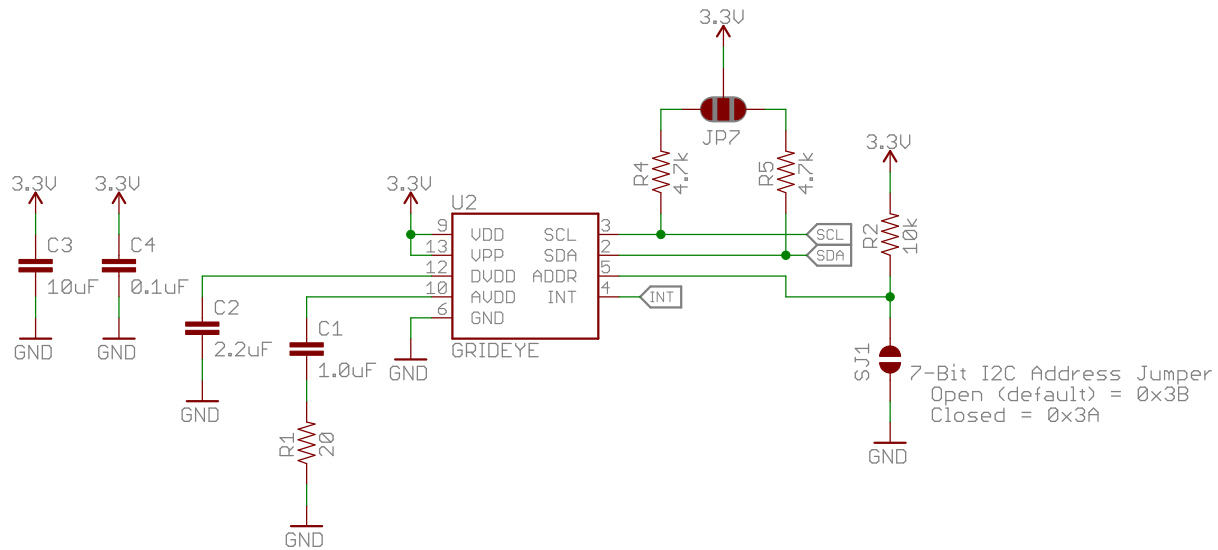 3.3V
JP7
R4
4.7k
R5
4.7k
3.3V
R2
10k
3.3V
C3
10uF
GND
3.3V
C4
0.1uF
GND
3.3V
U2
9 VDD SCL 3
13 VPP SDA 2
12 DVDD ADDR 5
10 AVDD INT 4
6 GND
GRIDEYE
SCL
SDA
INT
GND
C2
2.2uF
GND
C1
1.0uF
R1
20
GND
SJ1
7-Bit I2C Address Jumper
Open (default) = 0x3B
Closed = 0x3A
GND